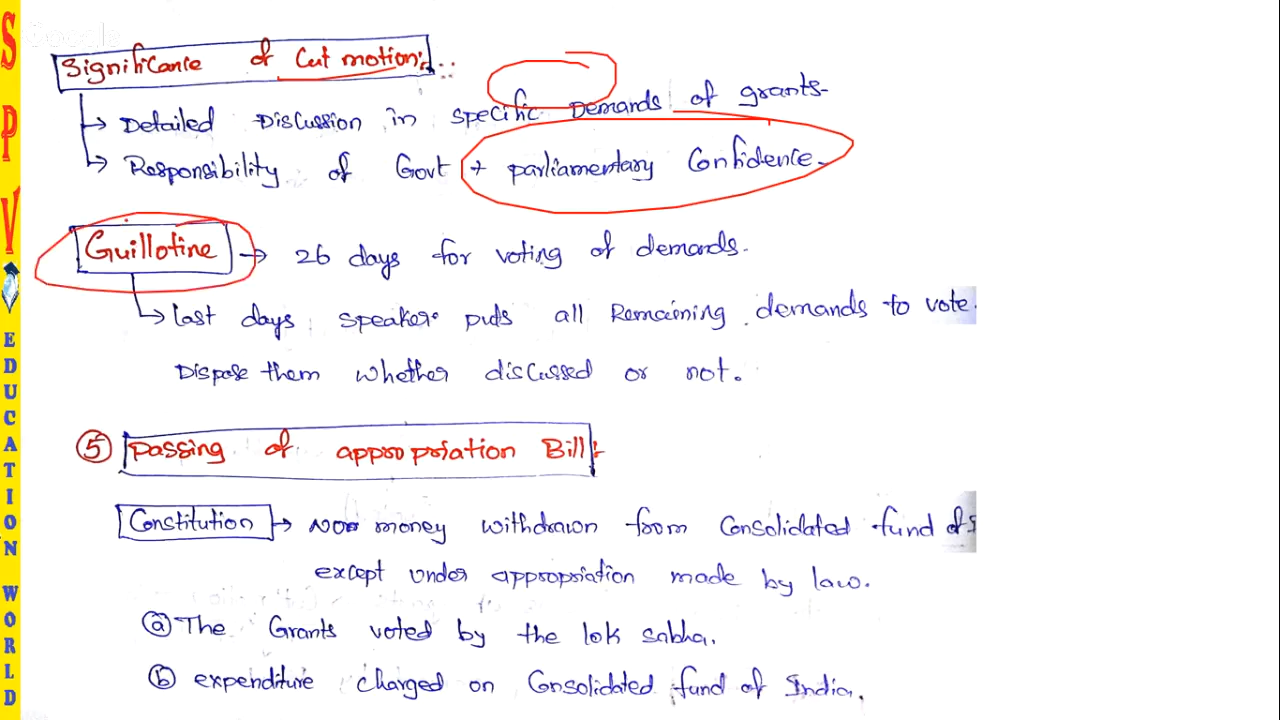 Significance of Cut motion:
Detailed Discussion in specific Demands of grants-
Responsibility of Govt + parliamentary Confidence-
Guillotine → 26 days for voting of demands.
last days speaker puts all Remaining demands to vote.
Dispose them whether discussed or not.
⑤ passing of appropriation Bill:
Constitution → money withdrawn from Consolidated fund of
except under appropriation made by law.
ⓐ The Grants voted by the lok sabha.
ⓑ expenditure charged on Consolidated fund of India.
SPV EDUCATION WORLD